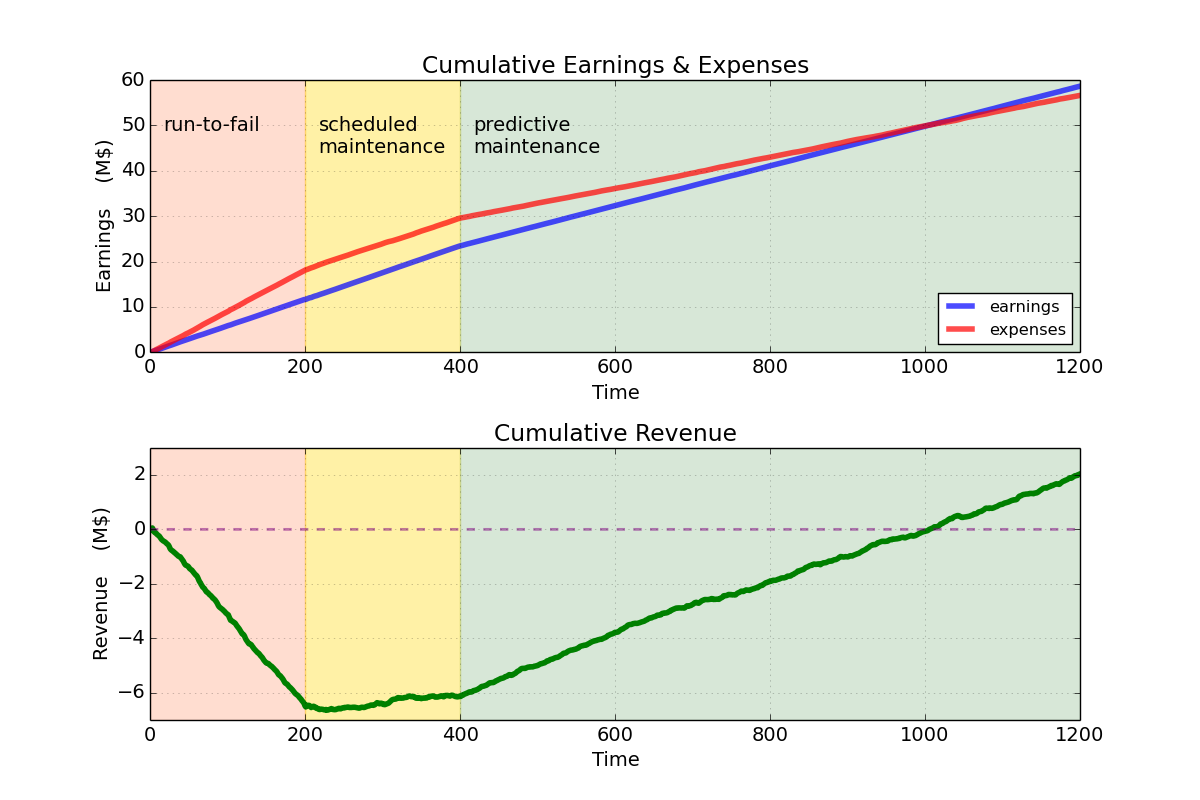 Cumulative Earnings & Expenses
60
50
40
30
20
10
0
Earnings (M$)
run-to-fail
scheduled
maintenance
predictive
maintenance
earnings
expenses
0 200 400 600 800 1000 1200
Time
Cumulative Revenue
2
0
−2
−4
−6
Revenue (M$)
0 200 400 600 800 1000 1200
Time